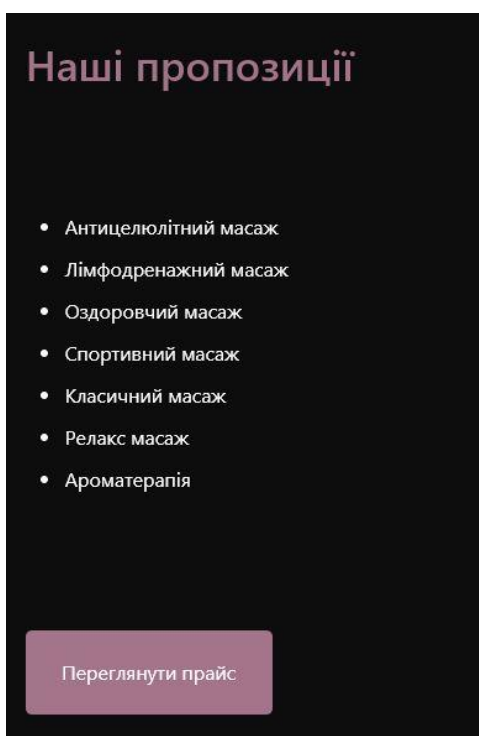 Наші пропозиції
Антицелюлітний масаж
Лімфодренажний масаж
Оздоровчий масаж
Спортивний масаж
Класичний масаж
Релакс масаж
Ароматерапія
Переглянути прайс